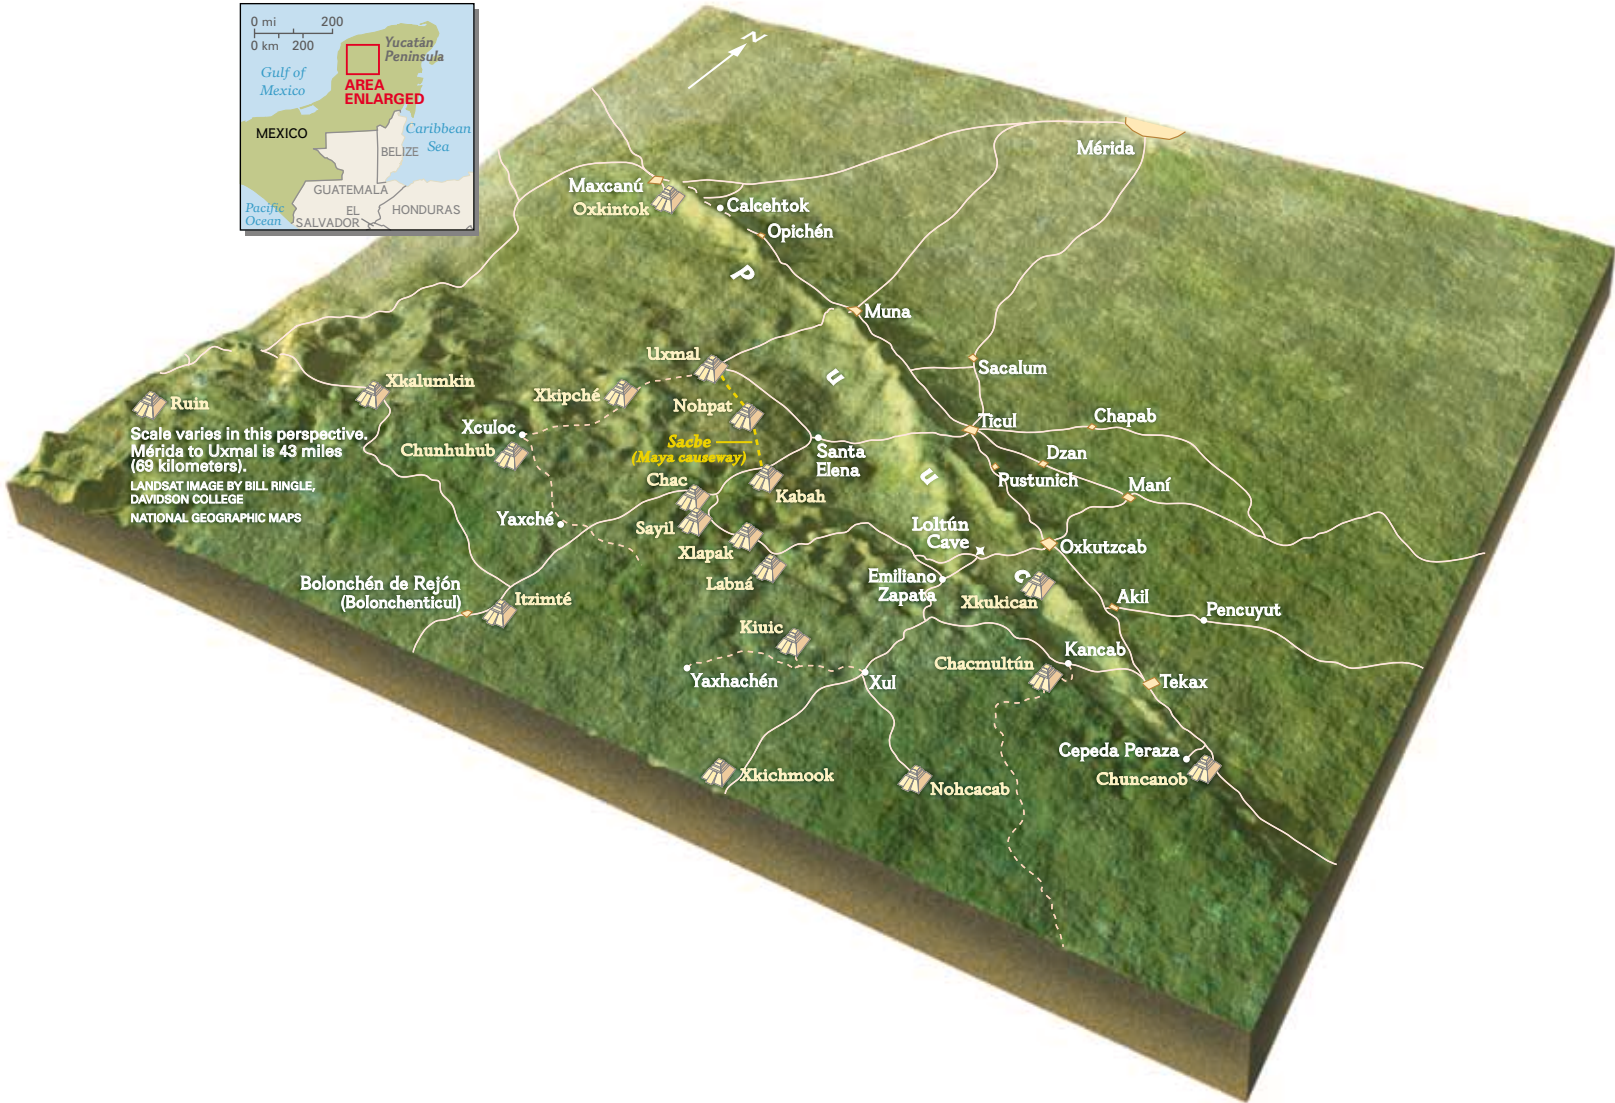 0 mi 200
0 km 200
Yucatán
Peninsula
Gulf of
Mexico
AREA
ENLARGED
MEXICO
Caribbean
Sea
BELIZE
GUATEMALA
Pacific
Ocean
EL
SALVADOR
HONDURAS
N
Mérida
Maxcanú
Oxkintok
Calcehtok
Opichén
P
Muna
Uxmal
Sacalum
u
Xkalumkin
Xkipché
Nohpat
Ruin
Scale varies in this perspective.
Mérida to Uxmal is 43 miles
(69 kilometers).
LANDSAT IMAGE BY BILL RINGLE,
DAVIDSON COLLEGE
NATIONAL GEOGRAPHIC MAPS
Xculoc
Chunhuhub
Sacbe
(Maya causeway)
Santa
Elena
Ticul
Chapab
Dzan
Pustunich
Maní
u
Chac
Kabah
Yaxché
Sayil
Xlapak
Labná
Loltún
Cave
Oxkutzcab
c
Emiliano
Zapata
Xkukican
Akil
Pencuyut
Bolonchén de Rejón
(Bolonchenticul)
Itzimté
Kiuic
Yaxhachén
Xul
Chacmultún
Kancab
Tekax
Cepeda Peraza
Chuncanob
Xkichmook
Nohcacab